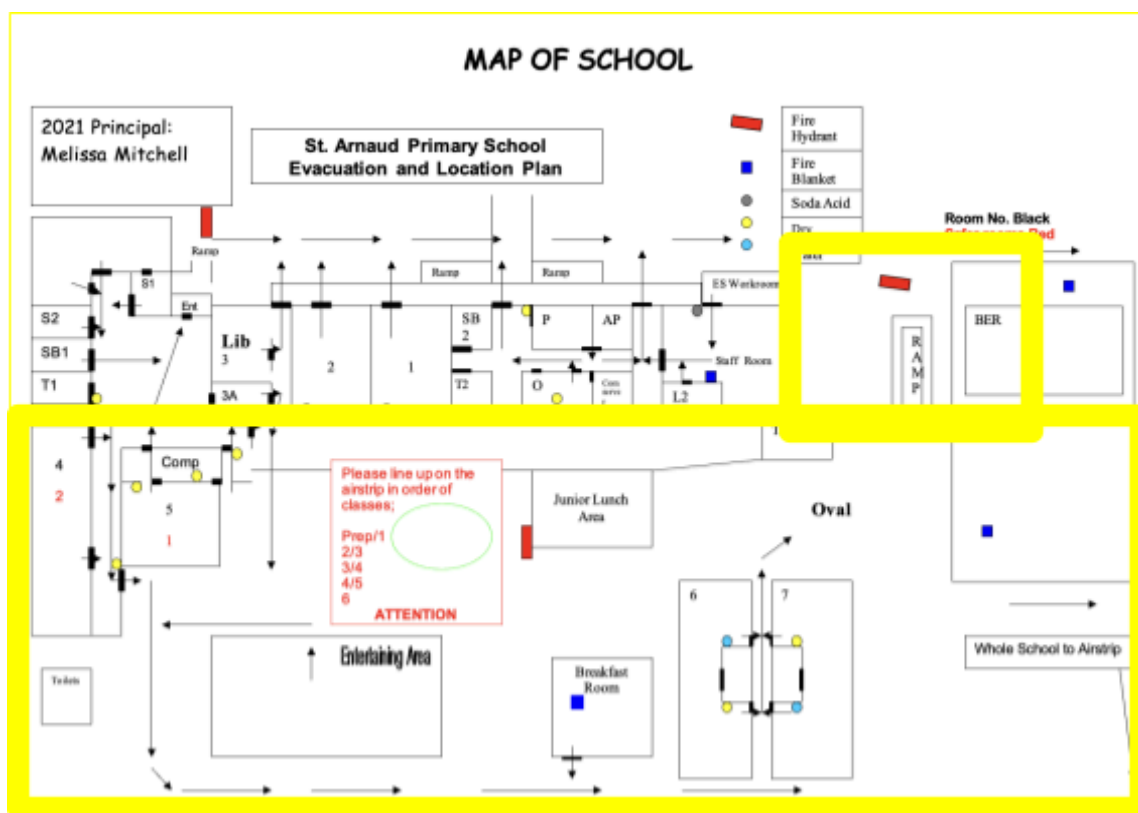 MAP OF SCHOOL
2021 Principal:
Melissa Mitchell
St. Arnaud Primary School
Evacuation and Location Plan
Fire
Hydrant
Fire
Blanket
Soda Acid
Dry
Room No. Black
Ramp
Ramp
Ramp
S1
Ent
S2
SB1
T1
Lib
3
3A
2
1
SB
2
T2
P
AP
O
ES Workroom
Staff Room
L2
RAMP
BER
4
2
Comp
5
1
Please line up on the
airstrip in order of
classes;
Prep/1
2/3
3/4
4/5
6
ATTENTION
Junior Lunch
Area
Oval
6
7
Whole School to Airstrip
Toilets
Entertaining Area
Breakfast
Room